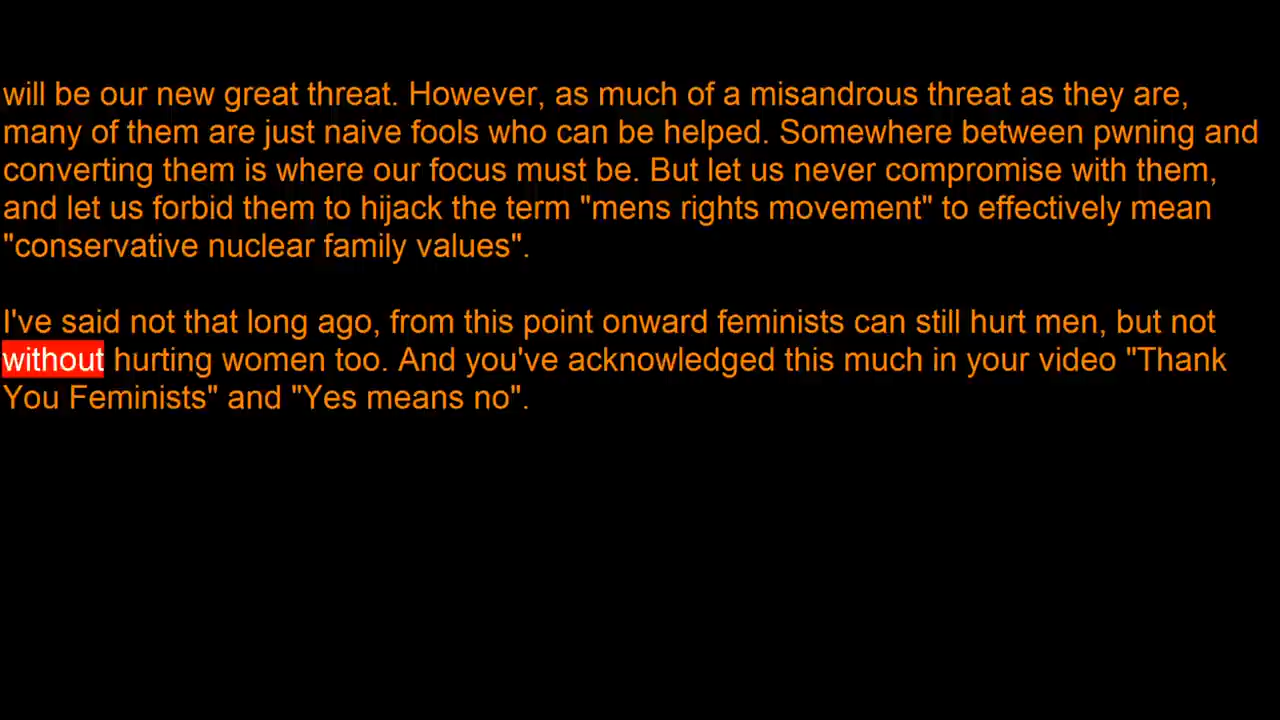 will be our new great threat. However, as much of a misandrous threat as they are,
many of them are just naive fools who can be helped. Somewhere between pwning and
converting them is where our focus must be. But let us never compromise with them,
and let us forbid them to hijack the term "mens rights movement" to effectively mean
"conservative nuclear family values".
I've said not that long ago, from this point onward feminists can still hurt men, but not
without hurting women too. And you've acknowledged this much in your video "Thank
You Feminists" and "Yes means no".